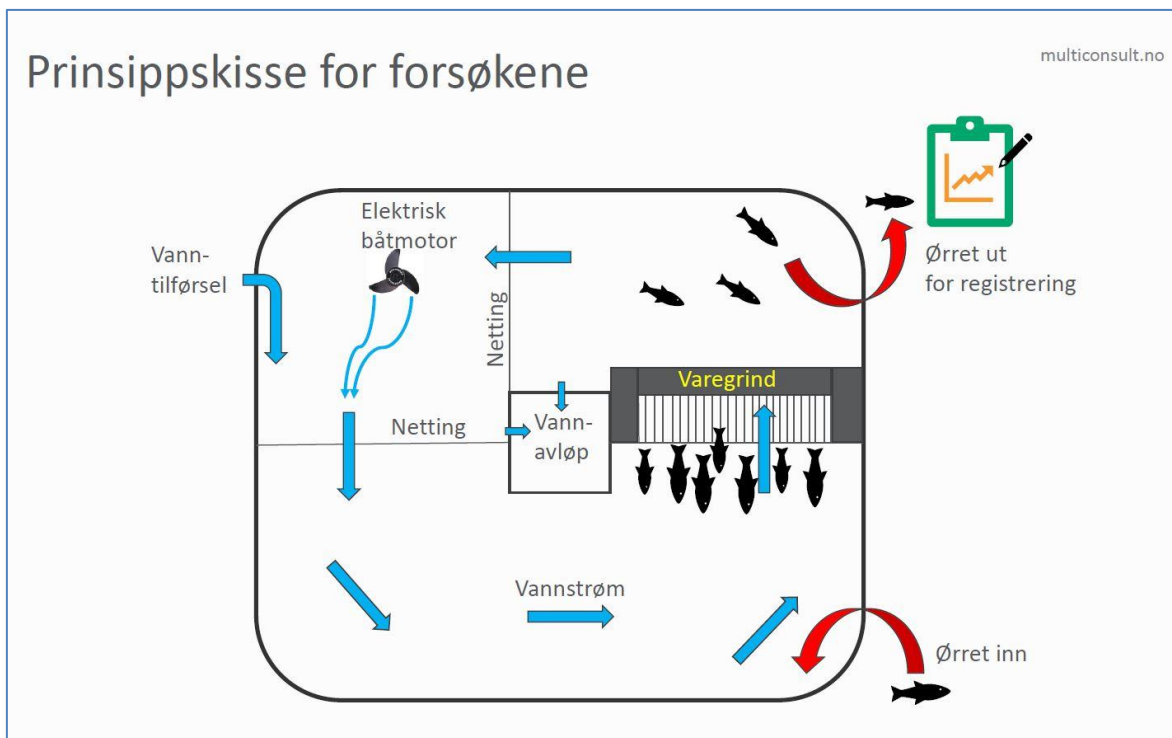 Prinsippskisse for forsøkene
multiconsult.no
Elektrisk
båtmotor
Vann-
tilførsel
Ørret ut
for registrering
Netting
Varegrind
Netting
Vann-
avløp
Vannstrøm
Ørret inn